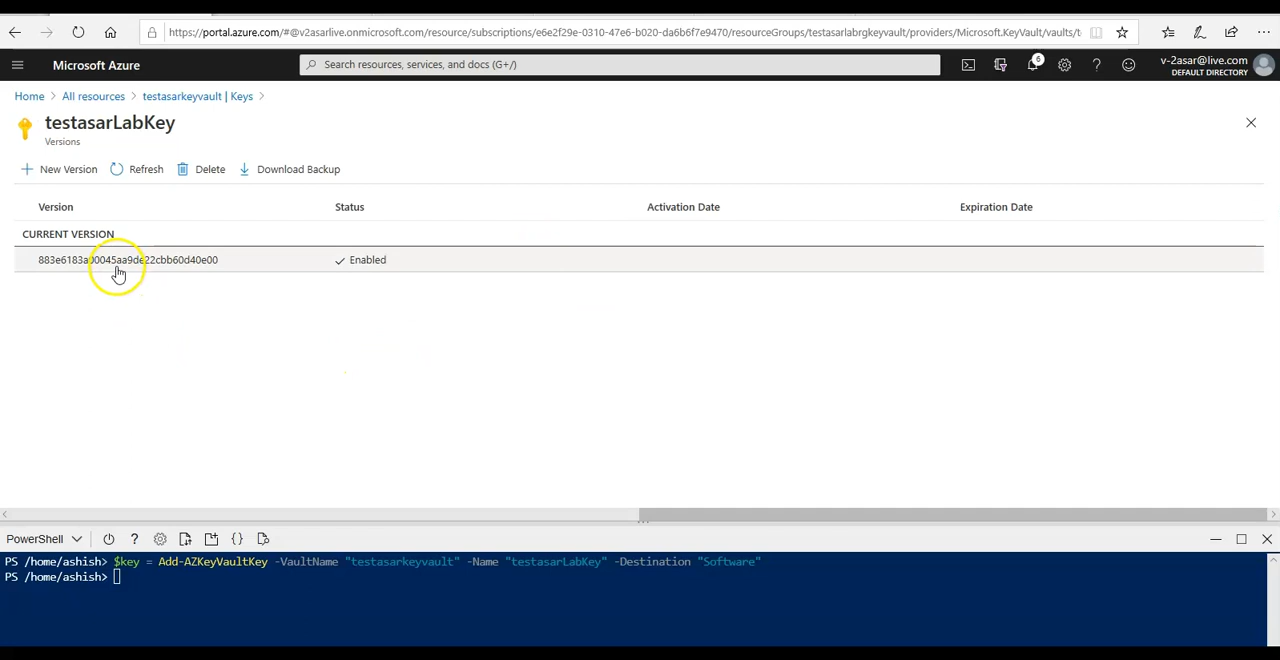 https://portal.azure.com/#@v2asarlive.onmicrosoft.com/resource/subscriptions/e6e2f29e-0310-47e6-b020-da6b6f7e9470/resourceGroups/testasarlabrgkeyvault/providers/Microsoft.KeyVault/vaults/t
Microsoft Azure
Search resources, services, and docs (G+/)
6
v-2asar@live.com
DEFAULT DIRECTORY
Home > All resources > testasarkeyvault | Keys >
testasarLabKey
Versions
New Version
Refresh
Delete
Download Backup
Version Status Activation Date Expiration Date
CURRENT VERSION
883e6183a90045aa9de22cbb60d40e00 Enabled
PowerShell
PS /home/ashish> $key = Add-AZKeyVaultKey -VaultName "testasarkeyvault" -Name "testasarLabKey" -Destination "Software"
PS /home/ashish>